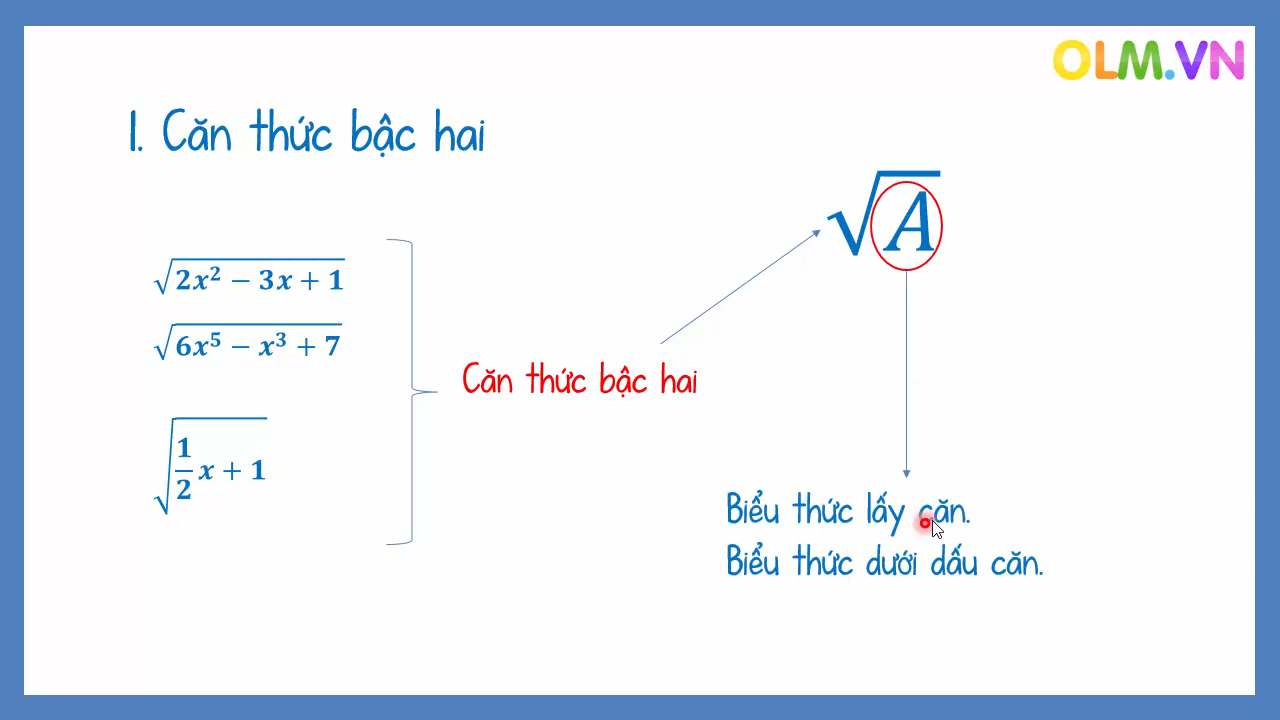 OLM.VN
1. Căn thức bậc hai
√A
√(2x² − 3x + 1)
√(6x⁵ − x³ + 7)
√(1/2 x + 1)
Căn thức bậc hai
Biểu thức lấy căn.
Biểu thức dưới dấu căn.